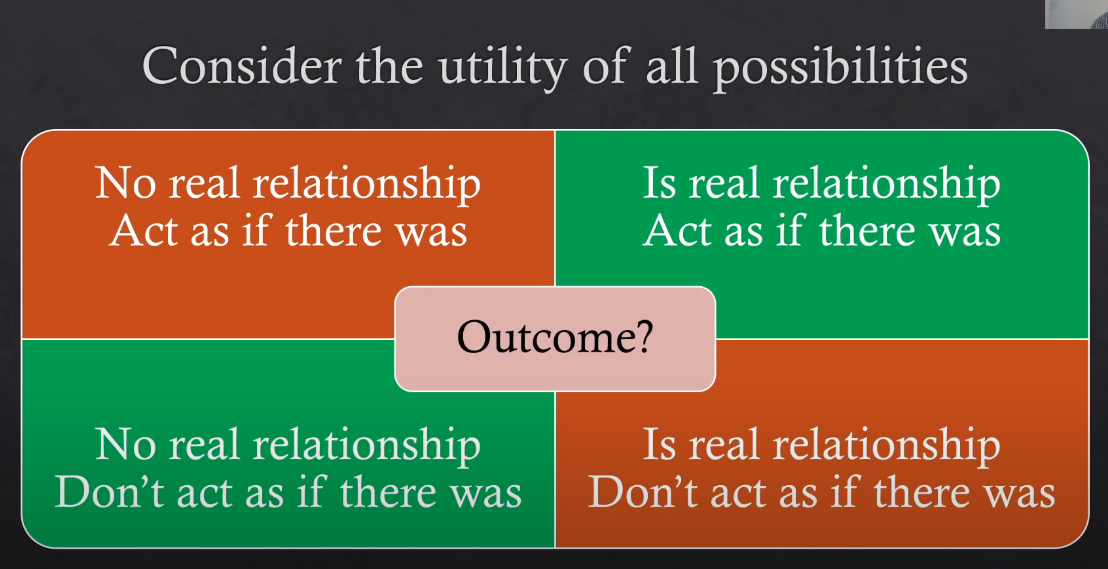 Consider the utility of all possibilities
No real relationship
Act as if there was
Is real relationship
Act as if there was
Outcome?
No real relationship
Don't act as if there was
Is real relationship
Don't act as if there was